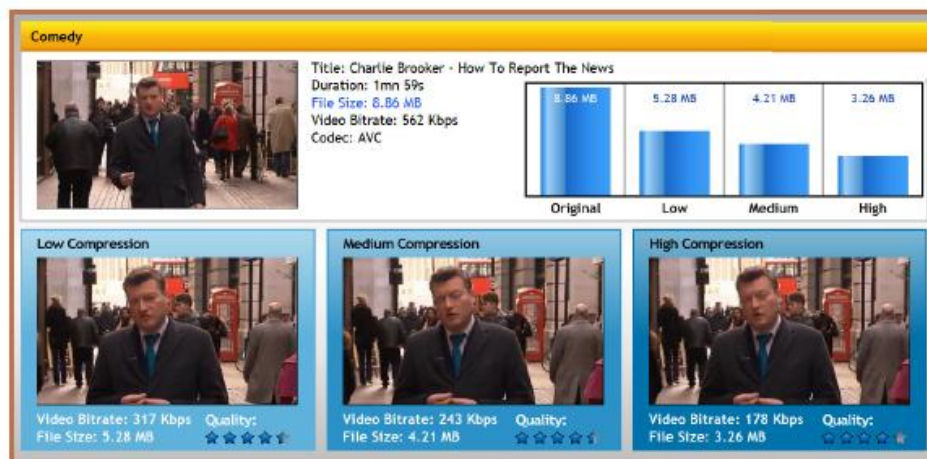 Comedy
Title: Charlie Brooker - How To Report The News
Duration: 1mn 59s
File Size: 8.86 MB
Video Bitrate: 562 Kbps
Codec: AVC
8.86 MB 5.28 MB 4.21 MB 3.26 MB
Original Low Medium High
Low Compression
Video Bitrate: 317 Kbps Quality:
File Size: 5.28 MB
Medium Compression
Video Bitrate: 243 Kbps Quality:
File Size: 4.21 MB
High Compression
Video Bitrate: 178 Kbps Quality:
File Size: 3.26 MB